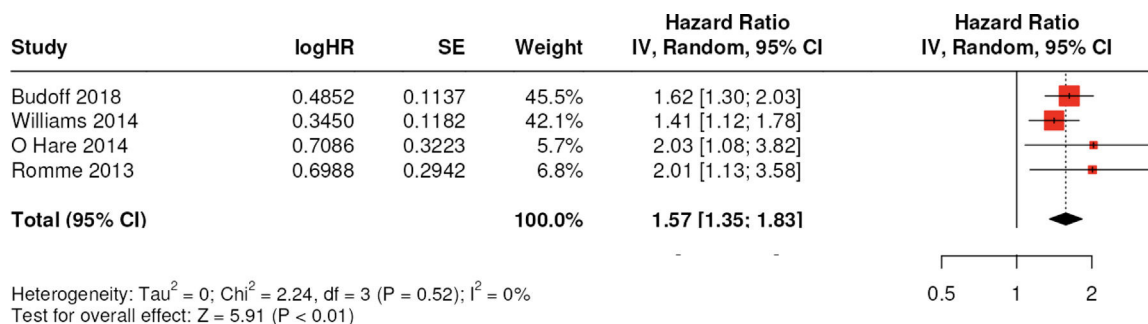 Hazard Ratio Hazard Ratio
Study logHR SE Weight IV, Random, 95% CI IV, Random, 95% CI
Budoff 2018 0.4852 0.1137 45.5% 1.62 [1.30; 2.03]
Williams 2014 0.3450 0.1182 42.1% 1.41 [1.12; 1.78]
O Hare 2014 0.7086 0.3223 5.7% 2.03 [1.08; 3.82]
Romme 2013 0.6988 0.2942 6.8% 2.01 [1.13; 3.58]
Total (95% CI) 100.0% 1.57 [1.35; 1.83]
Heterogeneity: Tau² = 0; Chi² = 2.24, df = 3 (P = 0.52); I² = 0%
Test for overall effect: Z = 5.91 (P < 0.01)
0.5 1 2